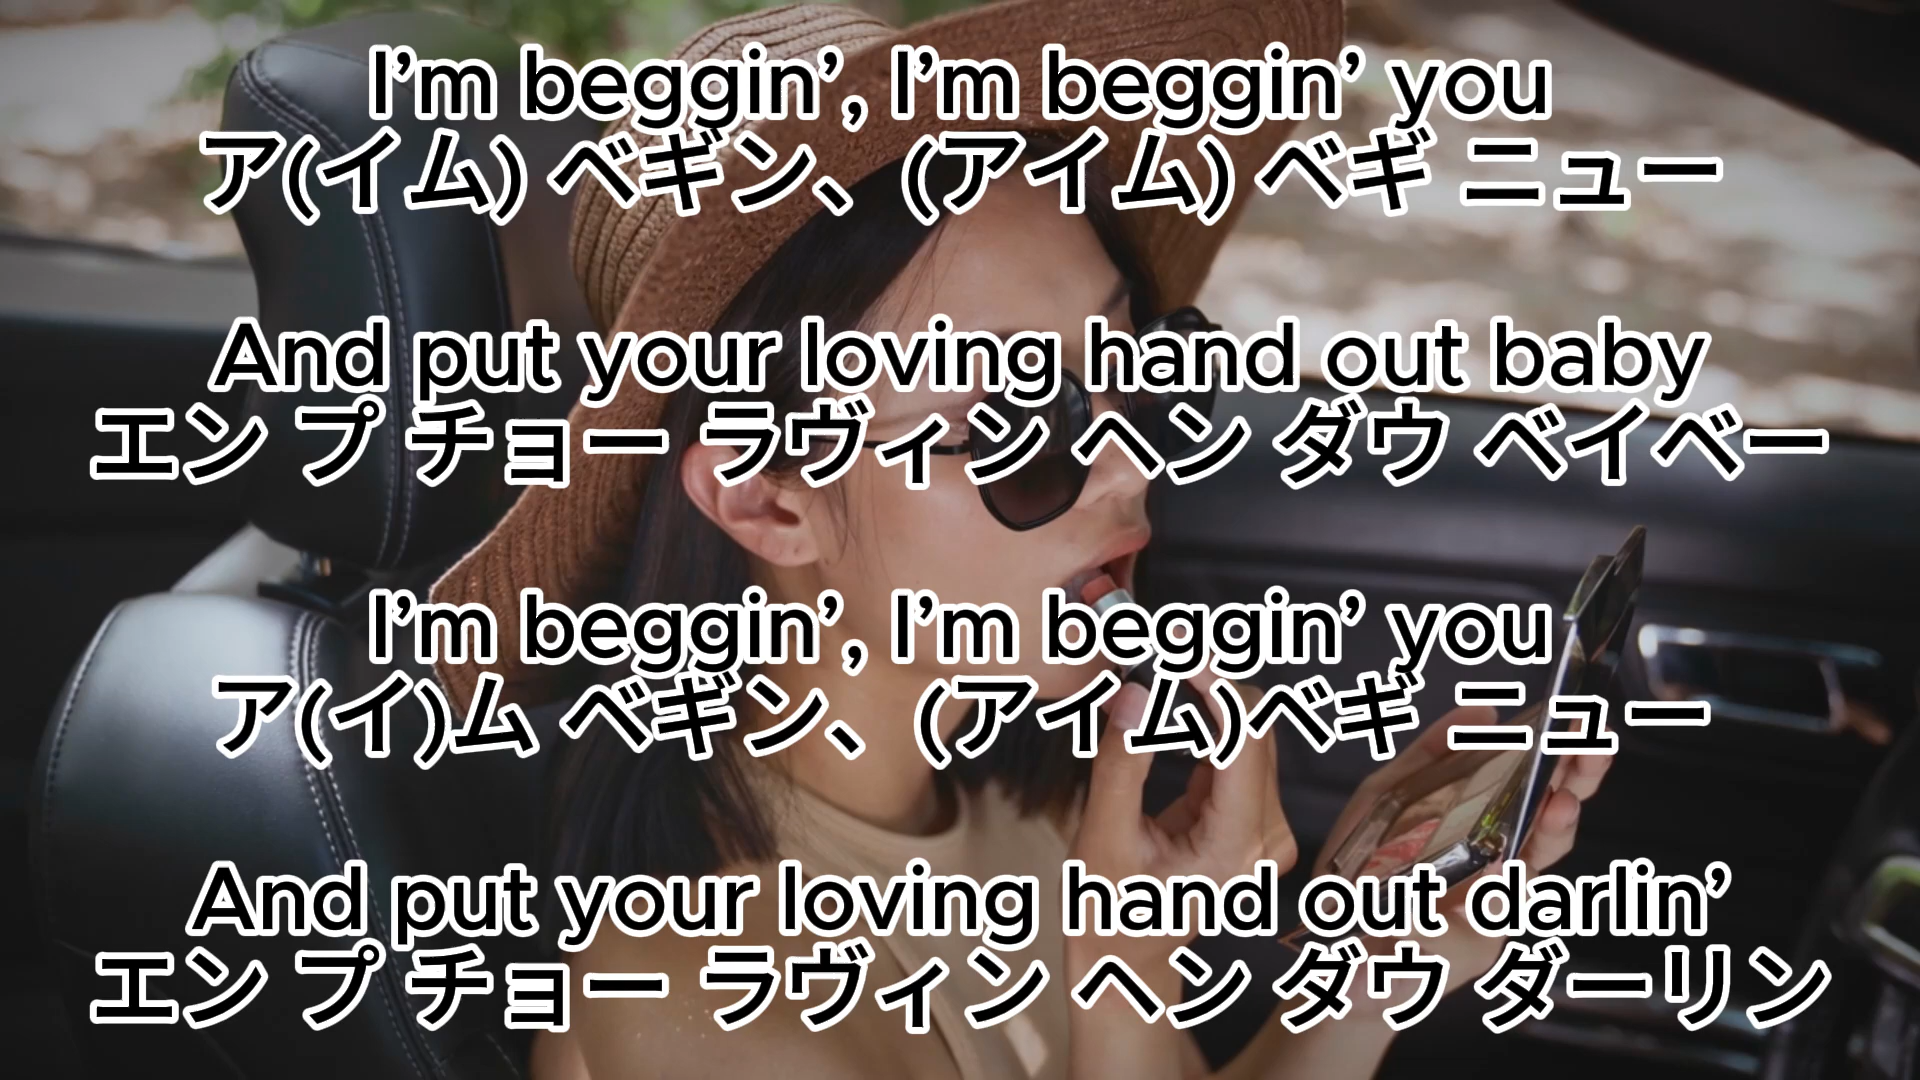 I’m beggin’, I’m beggin’ you
ア(イム) ベギン、(アイム) ベギ ニュー
And put your loving hand out baby
エン プ チョー ラヴィン ヘン ダウ ベイベー
I’m beggin’, I’m beggin’ you
ア(イ)ム ベギン、(アイム)ベギ ニュー
And put your loving hand out darlin’
エン プ チョー ラヴィン ヘン ダウ ダーリン